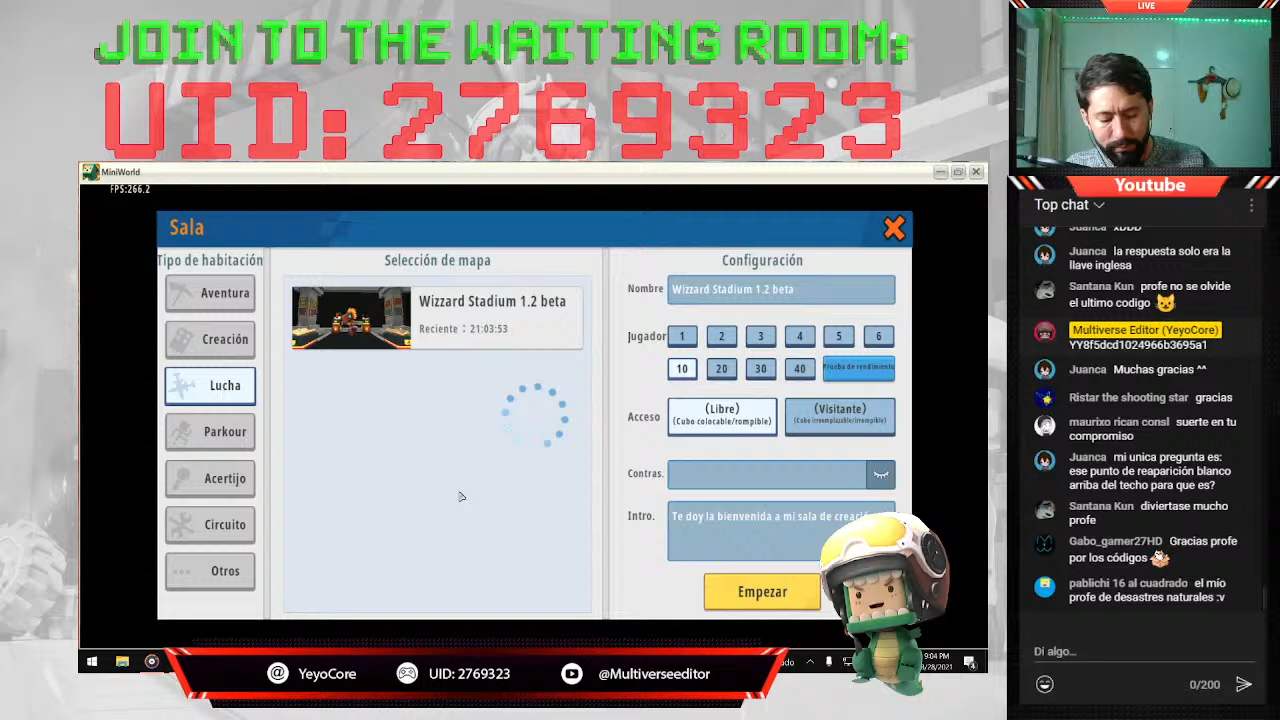 JOIN TO THE WAITING ROOM:
UID: 2769323
MiniWorld
FPS:266.2
Sala
Tipo de habitación
Aventura
Creación
Lucha
Parkour
Acertijo
Circuito
Otros
Selección de mapa
Wizzard Stadium 1.2 beta
Reciente : 21:03:53
Configuración
Nombre
Wizzard Stadium 1.2 beta
Jugador
1 2 3 4 5 6
10 20 30 40 Prueba de rendimiento
Acceso
(Libre)
(Cubo colocable/rompible)
(Visitante)
(Cubo irreemplazable/irrompible)
Contras.
Intro.
Te doy la bienvenida a mi sala de
Empezar
YeyoCore
UID: 2769323
@Multiverseeditor
9:04 PM
/28/2021
LIVE
Youtube
Top chat
Juanca xDDD
Juanca la respuesta solo era la
llave inglesa
Santana Kun profe no se olvide
el ultimo codigo
Multiverse Editor (YeyoCore)
YY8f5dcd1024966b3695a1
Juanca Muchas gracias ^^
Ristar the shooting star gracias
maurixo rican consl suerte en tu
compromiso
Juanca mi unica pregunta es:
ese punto de reaparición blanco
arriba del techo para que es?
Santana Kun diviertase mucho
profe
Gabo_gamer27HD Gracias profe
por los códigos
pablichi 16 al cuadrado el mío
profe de desastres naturales :v
Di algo...
0/200